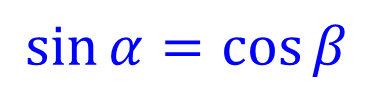 sin α = cos β